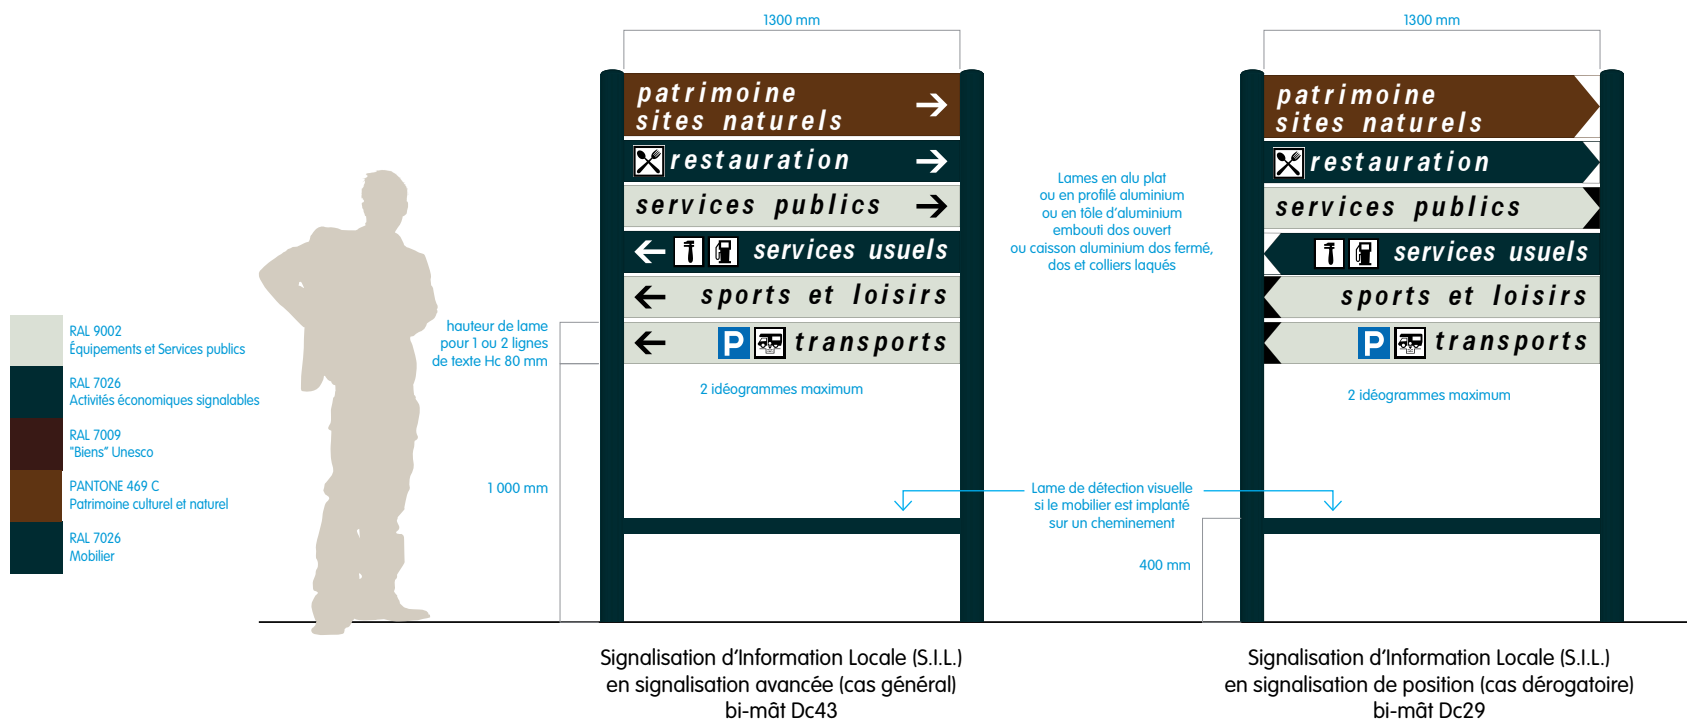 1300 mm
patrimoine
sites naturels
restauration
services publics
services usuels
sports et loisirs
P transports
2 idéogrammes maximum
hauteur de lame
pour 1 ou 2 lignes
de texte Hc 80 mm
1 000 mm
RAL 9002
Équipements et Services publics
RAL 7026
Activités économiques signalables
RAL 7009
"Biens" Unesco
PANTONE 469 C
Patrimoine culturel et naturel
RAL 7026
Mobilier
Lames en alu plat
ou en profilé aluminium
ou en tôle d'aluminium
embouti dos ouvert
ou caisson aluminium dos fermé,
dos et colliers laqués
Lame de détection visuelle
si le mobilier est implanté
sur un cheminement
1300 mm
patrimoine
sites naturels
restauration
services publics
services usuels
sports et loisirs
P transports
2 idéogrammes maximum
400 mm
Signalisation d'Information Locale (S.I.L.)
en signalisation avancée (cas général)
bi-mât Dc43
Signalisation d'Information Locale (S.I.L.)
en signalisation de position (cas dérogatoire)
bi-mât Dc29